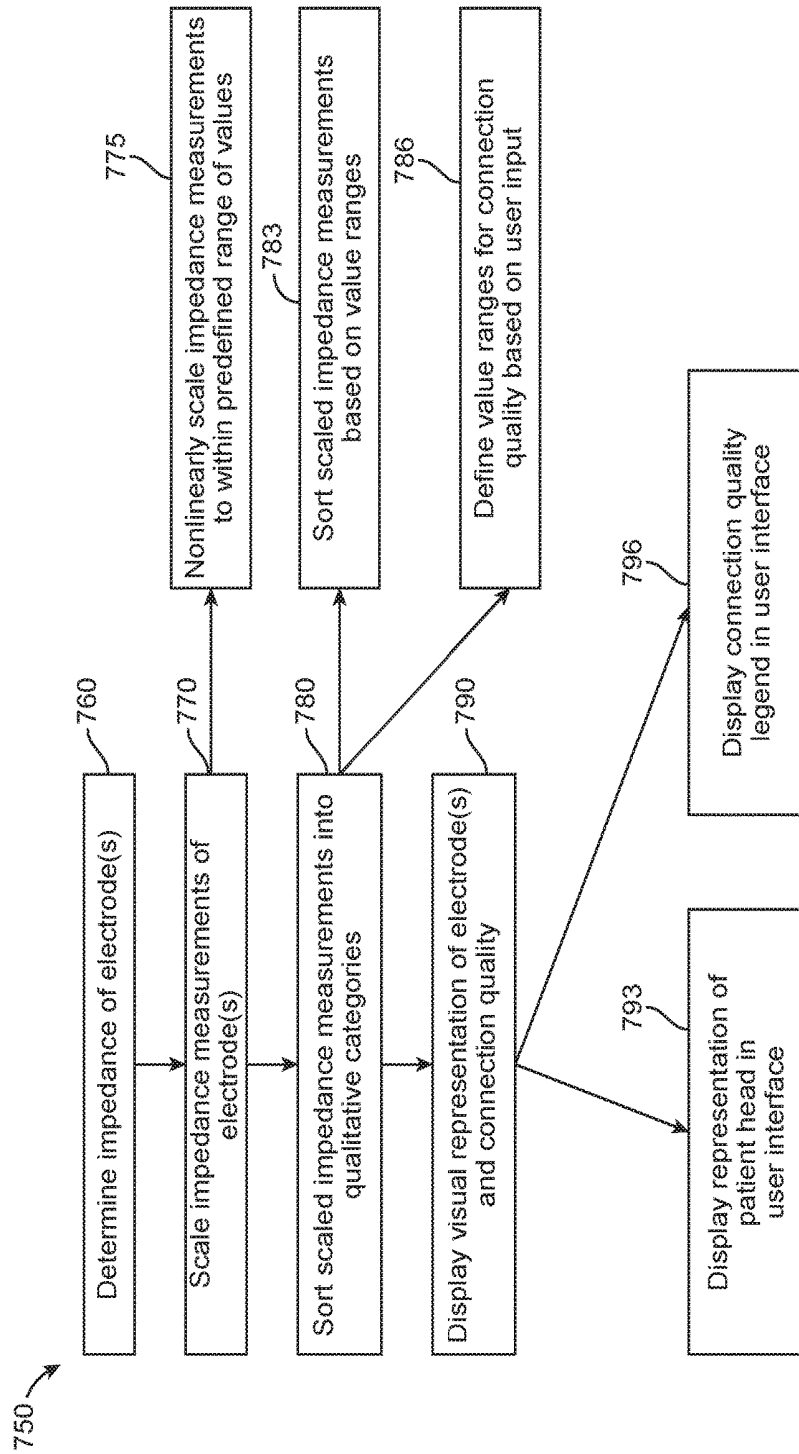 750
760
Determine impedance of electrode(s)
770
Scale impedance measurements of
electrode(s)
775
Nonlinearly scale impedance measurements
to within predefined range of values
780
Sort scaled impedance measurements into
qualitative categories
783
Sort scaled impedance measurements
based on value ranges
786
Define value ranges for connection
quality based on user input
790
Display visual representation of electrode(s)
and connection quality
793
Display representation of
patient head in
user interface
796
Display connection quality
legend in user interface